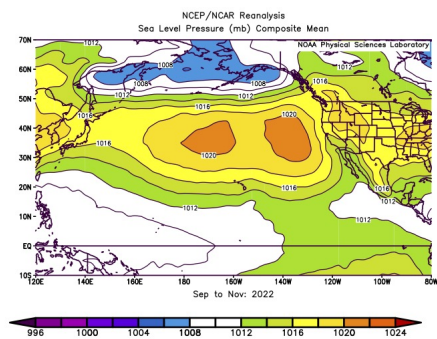 NCEP/NCAR Reanalysis
Sea Level Pressure (mb) Composite Mean
NOAA Physical Sciences Laboratory
70N
60N
50N
40N
30N
20N
10N
EQ
10S
1012
1008
1008
1008
1012
1012
1012
1016
1016
1016
1016
1020
1020
1016
1016
1012
1012
1012
120E 140E 160E 180 160W 140W 120W 100W 80W
Sep to Nov: 2022
996 1000 1004 1008 1012 1016 1020 1024